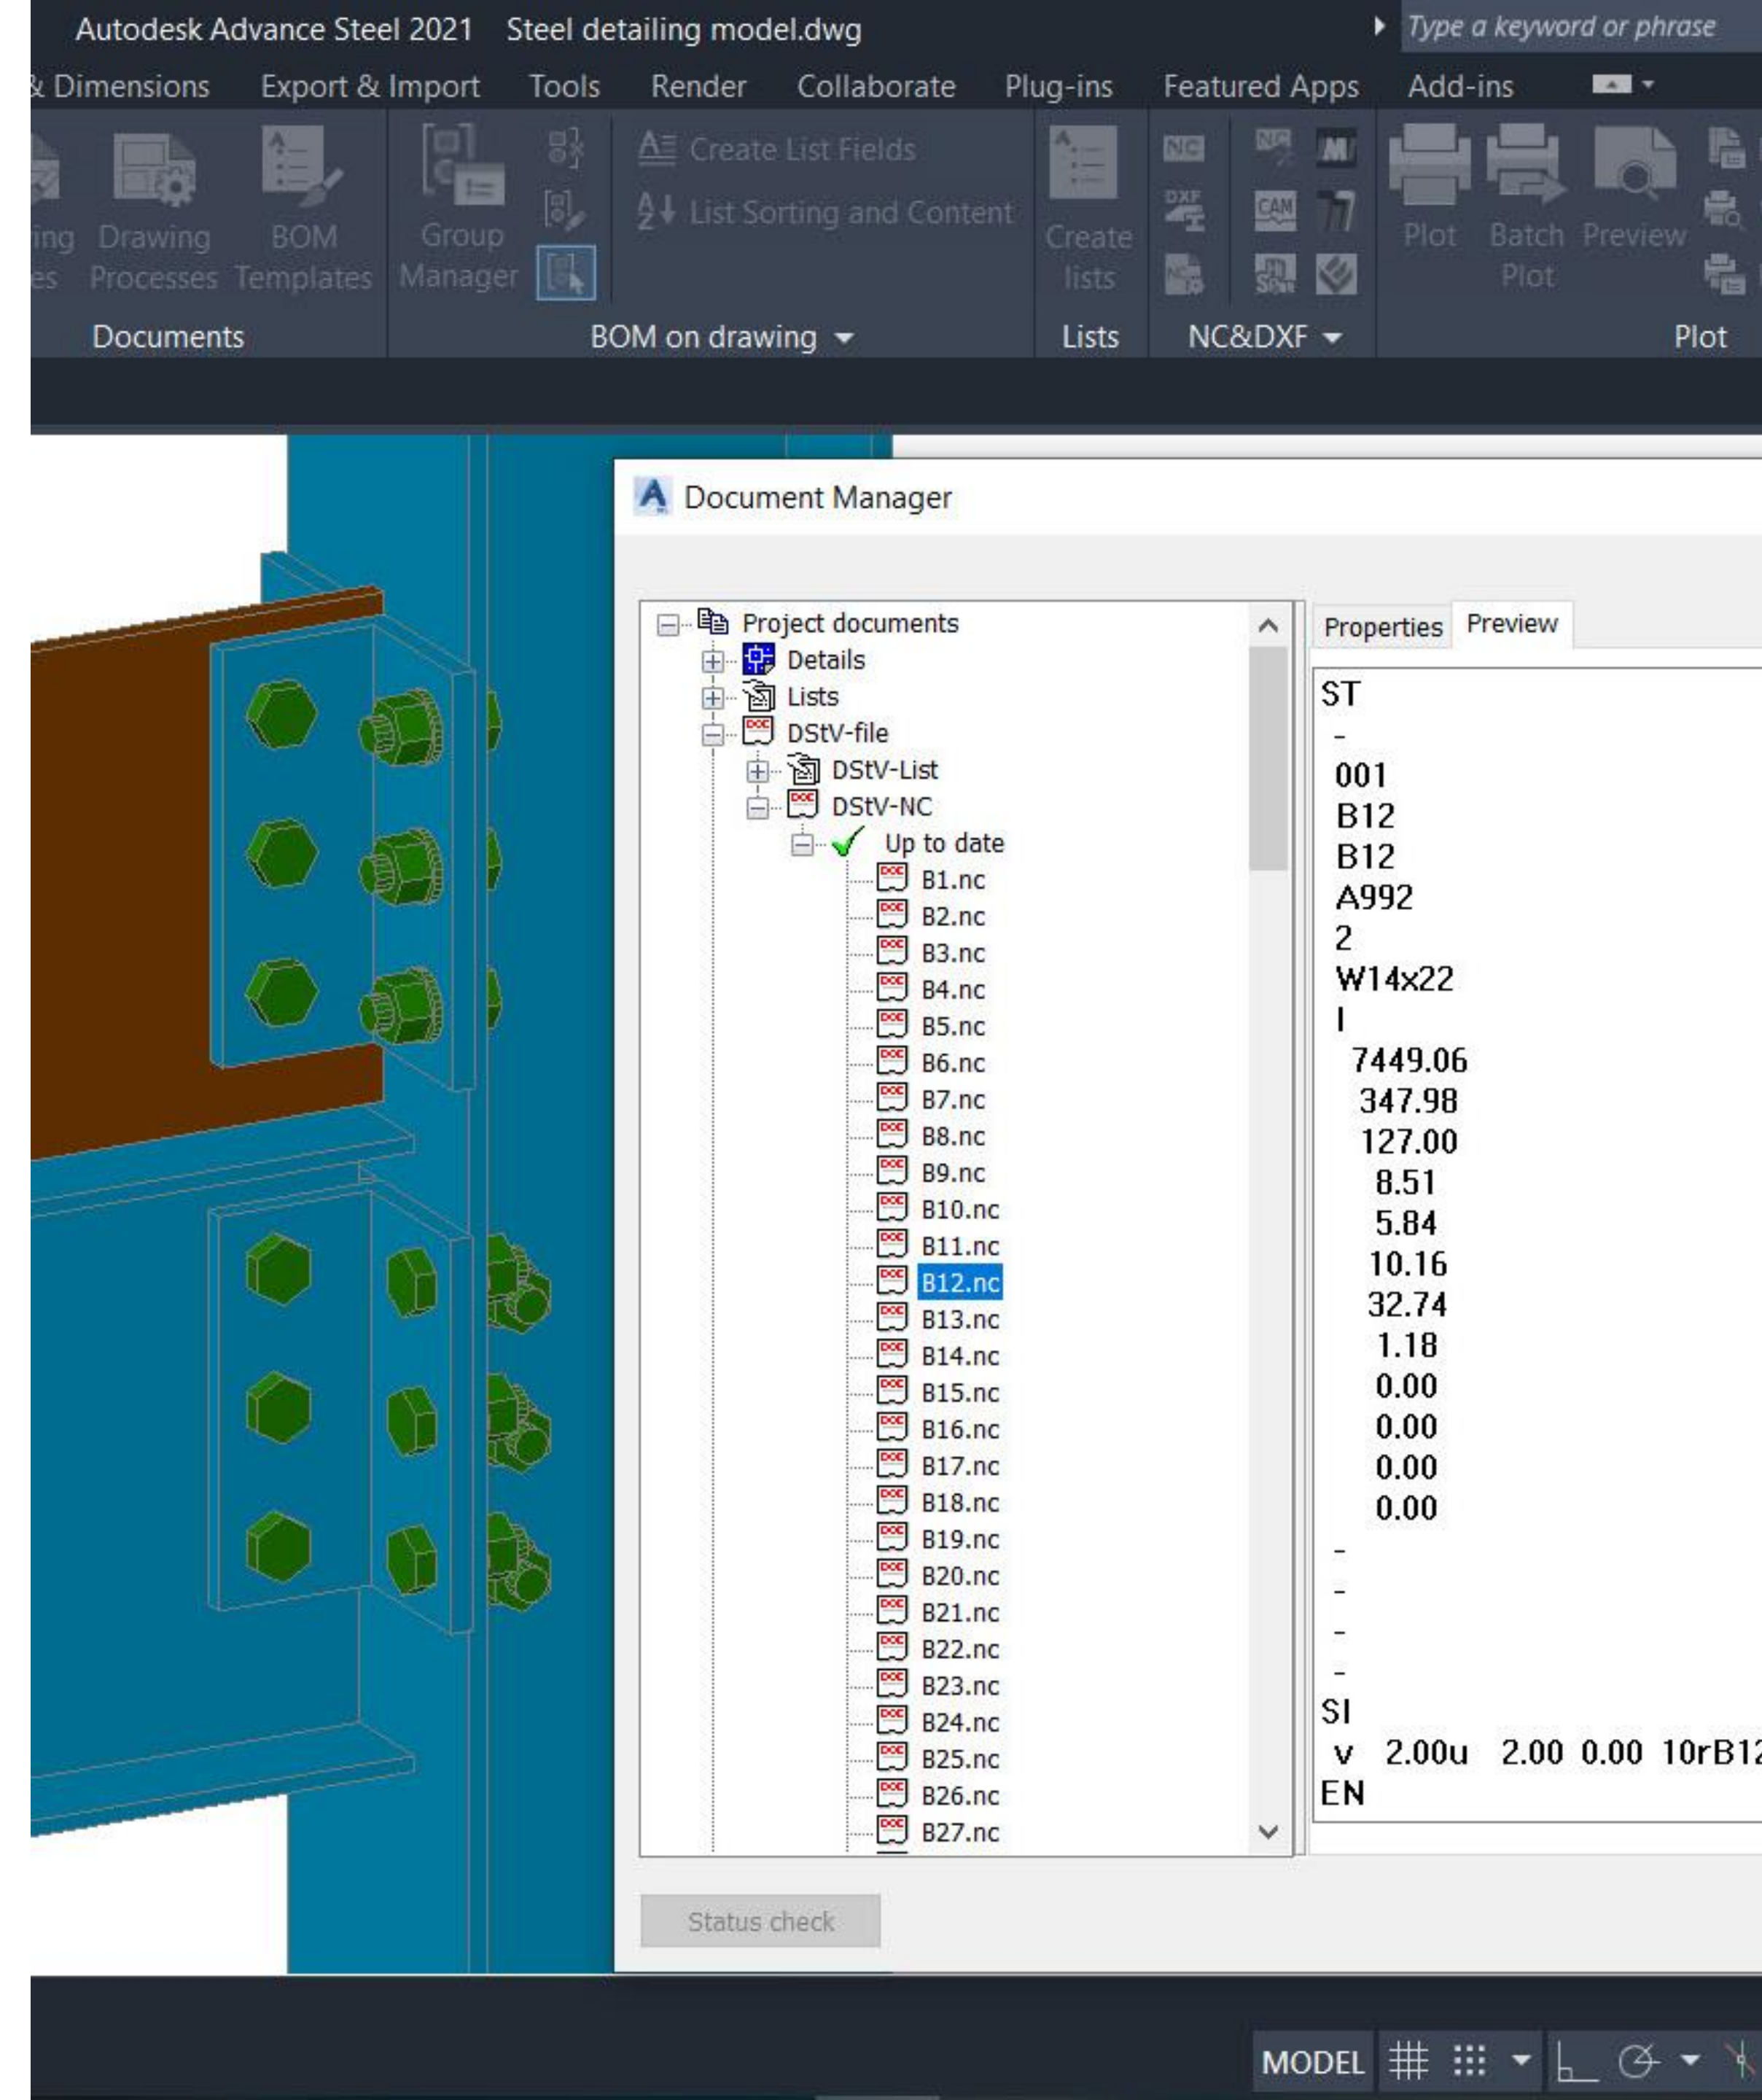 Autodesk Advance Steel 2021 Steel detailing model.dwg Type a keyword or phrase
& Dimensions Export & Import Tools Render Collaborate Plug-ins Featured Apps Add-ins
Create List Fields
List Sorting and Content
Drawing Processes
BOM Templates
Group Manager
Create lists
NC
DXF
NC
CAM
Plot
Batch Plot
Preview
Documents BOM on drawing Lists NC&DXF Plot
Document Manager
Project documents
Details
Lists
DStV-file
DStV-List
DStV-NC
Up to date
B1.nc
B2.nc
B3.nc
B4.nc
B5.nc
B6.nc
B7.nc
B8.nc
B9.nc
B10.nc
B11.nc
B12.nc
B13.nc
B14.nc
B15.nc
B16.nc
B17.nc
B18.nc
B19.nc
B20.nc
B21.nc
B22.nc
B23.nc
B24.nc
B25.nc
B26.nc
B27.nc
Status check
Properties Preview
ST
-
001
B12
B12
A992
2
W14x22
I
7449.06
347.98
127.00
8.51
5.84
10.16
32.74
1.18
0.00
0.00
0.00
0.00
-
-
-
-
SI
v 2.00u 2.00 0.00 10rB12
EN
MODEL